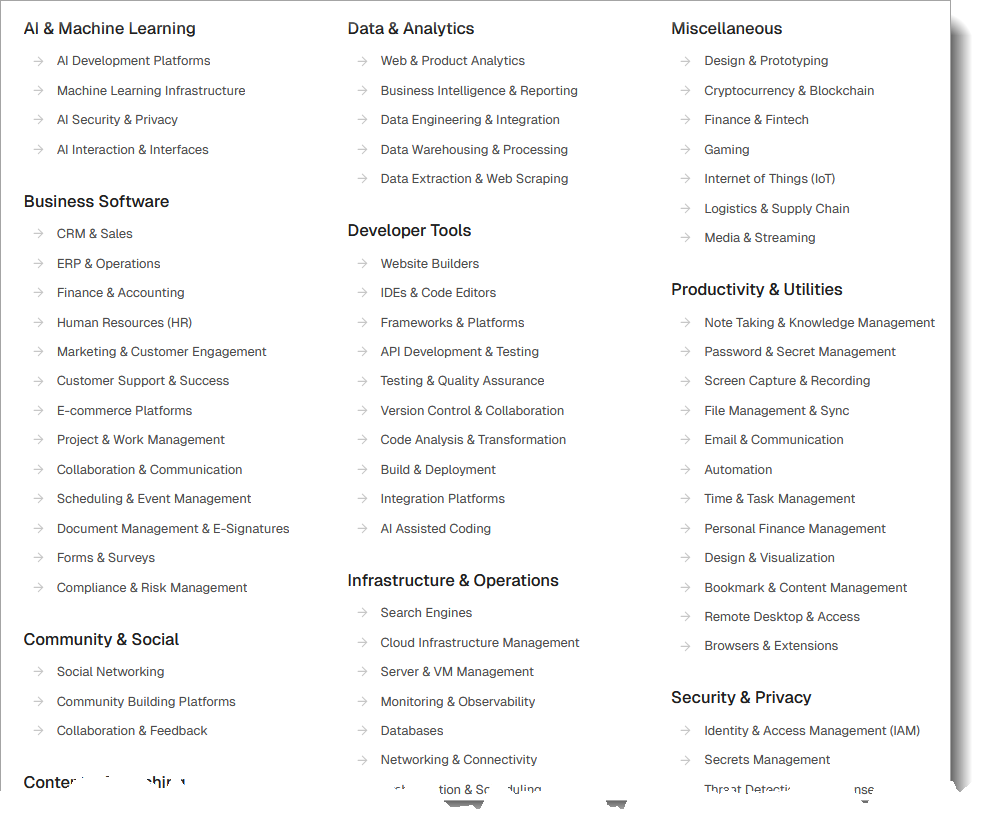 AI & Machine Learning
AI Development Platforms
Machine Learning Infrastructure
AI Security & Privacy
AI Interaction & Interfaces
Business Software
CRM & Sales
ERP & Operations
Finance & Accounting
Human Resources (HR)
Marketing & Customer Engagement
Customer Support & Success
E-commerce Platforms
Project & Work Management
Collaboration & Communication
Scheduling & Event Management
Document Management & E-Signatures
Forms & Surveys
Compliance & Risk Management
Community & Social
Social Networking
Community Building Platforms
Collaboration & Feedback
Data & Analytics
Web & Product Analytics
Business Intelligence & Reporting
Data Engineering & Integration
Data Warehousing & Processing
Data Extraction & Web Scraping
Developer Tools
Website Builders
IDEs & Code Editors
Frameworks & Platforms
API Development & Testing
Testing & Quality Assurance
Version Control & Collaboration
Code Analysis & Transformation
Build & Deployment
Integration Platforms
AI Assisted Coding
Infrastructure & Operations
Search Engines
Cloud Infrastructure Management
Server & VM Management
Monitoring & Observability
Databases
Networking & Connectivity
Miscellaneous
Design & Prototyping
Cryptocurrency & Blockchain
Finance & Fintech
Gaming
Internet of Things (IoT)
Logistics & Supply Chain
Media & Streaming
Productivity & Utilities
Note Taking & Knowledge Management
Password & Secret Management
Screen Capture & Recording
File Management & Sync
Email & Communication
Automation
Time & Task Management
Personal Finance Management
Design & Visualization
Bookmark & Content Management
Remote Desktop & Access
Browsers & Extensions
Security & Privacy
Identity & Access Management (IAM)
Secrets Management
Threat